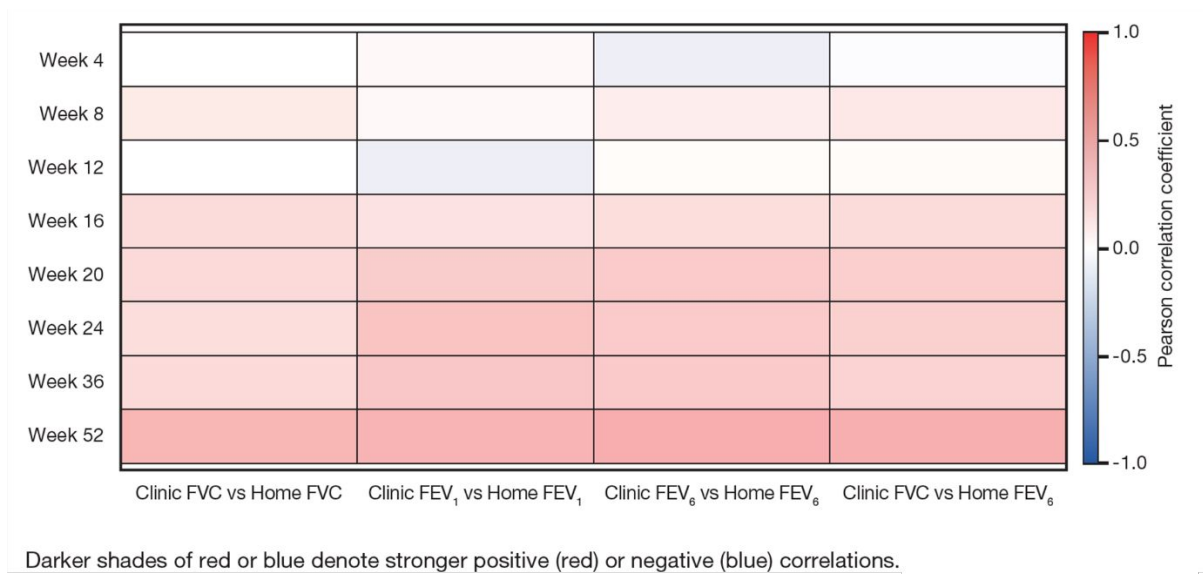 Week 4
Week 8
Week 12
Week 16
Week 20
Week 24
Week 36
Week 52
Clinic FVC vs Home FVC
Clinic FEV₁ vs Home FEV₁
Clinic FEV₆ vs Home FEV₆
Clinic FVC vs Home FEV₆
1.0
0.5
0.0
-0.5
-1.0
Pearson correlation coefficient
Darker shades of red or blue denote stronger positive (red) or negative (blue) correlations.